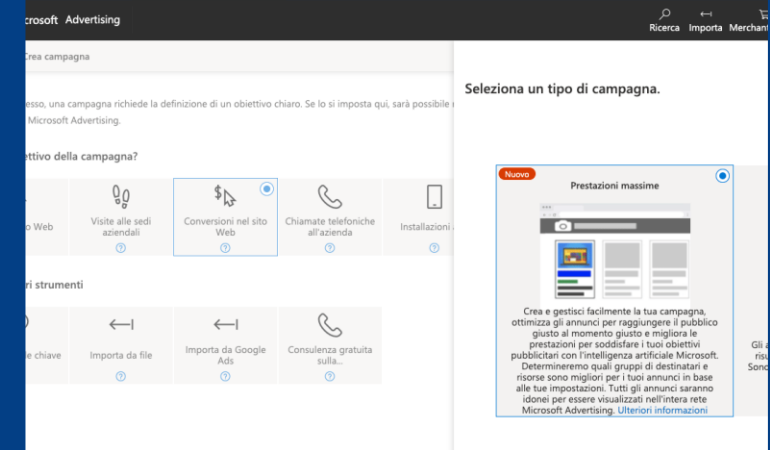 crosoft Advertising
Ricerca Importa Merchant
Crea campagna
Seleziona un tipo di campagna.
esso, una campagna richiede la definizione di un obiettivo chiaro. Se lo si imposta qui, sarà possibile
Microsoft Advertising.
ettivo della campagna?
Nuovo
Prestazioni massime
o Web
Visite alle sedi
aziendali
Conversioni nel sito
Web
Chiamate telefoniche
all'azienda
Installazioni
ri strumenti
e chiave
Importa da file
Importa da Google
Ads
Consulenza gratuita
sulla...
Crea e gestisci facilmente la tua campagna,
ottimizza gli annunci per raggiungere il pubblico
giusto al momento giusto e migliora le
prestazioni per soddisfare i tuoi obiettivi
pubblicitari con l'intelligenza artificiale Microsoft.
Determineremo quali gruppi di destinatari e
risorse sono migliori per i tuoi annunci in base
alle tue impostazioni. Tutti gli annunci saranno
idonei per essere visualizzati nell'intera rete
Microsoft Advertising. Ulteriori informazioni
Gli a
risu
Sono